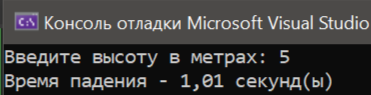 Консоль отладки Microsoft Visual Studio
Введите высоту в метрах: 5
Время падения - 1,01 секунд(ы)